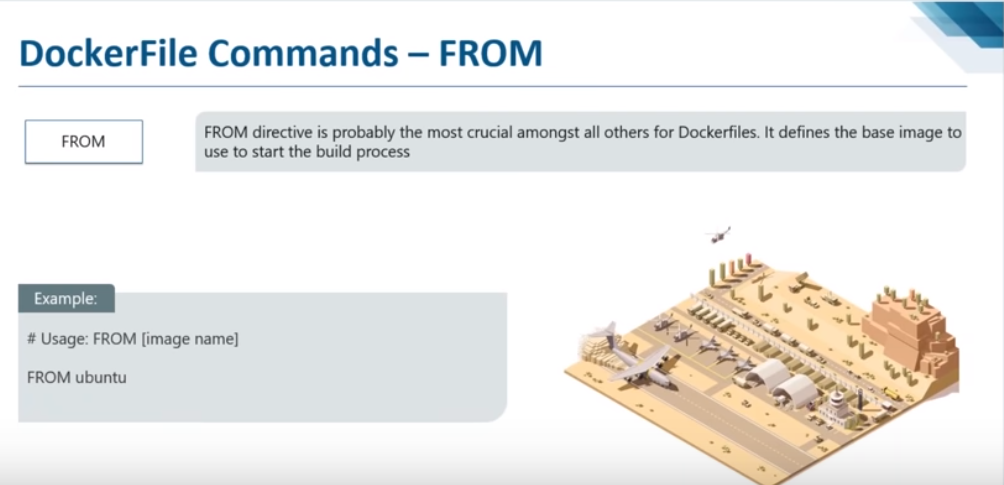 DockerFile Commands – FROM
FROM
FROM directive is probably the most crucial amongst all others for Dockerfiles. It defines the base image to
use to start the build process
Example:
# Usage: FROM [image name]
FROM ubuntu